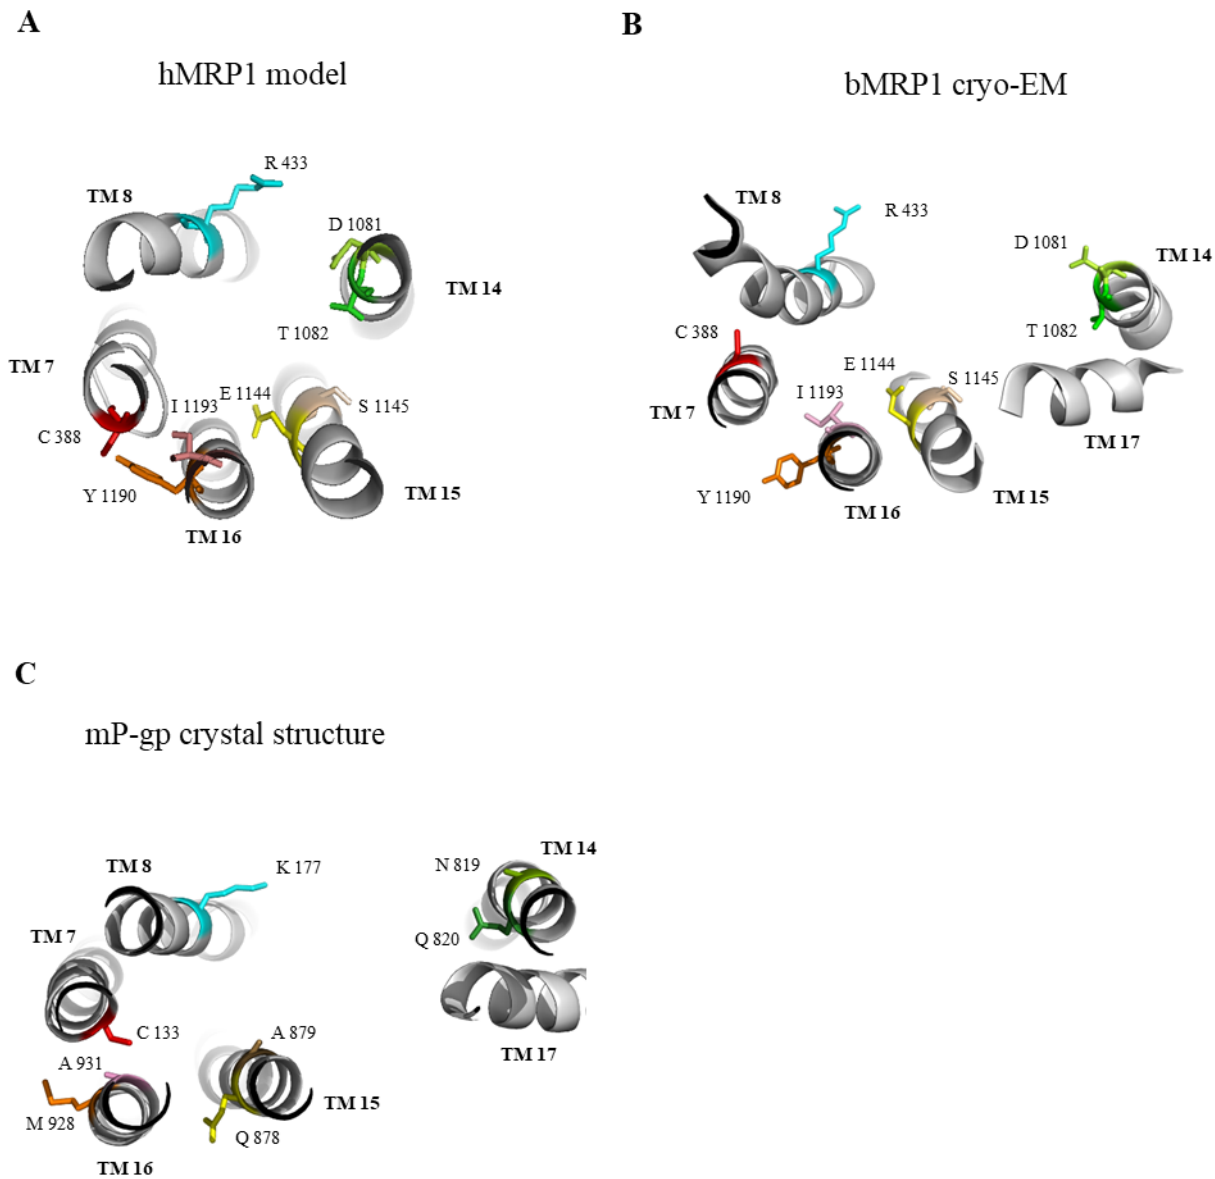 A
hMRP1 model
R 433
TM 8
D 1081
TM 14
T 1082
TM 7
I 1193
E 1144
S 1145
C 388
Y 1190
TM 15
TM 16
B
bMRP1 cryo-EM
TM 8
R 433
D 1081
TM 14
C 388
T 1082
E 1144
S 1145
I 1193
TM 7
TM 17
Y 1190
TM 15
TM 16
C
mP-gp crystal structure
TM 8
K 177
N 819
TM 14
TM 7
Q 820
C 133
A 879
TM 17
A 931
TM 15
M 928
Q 878
TM 16